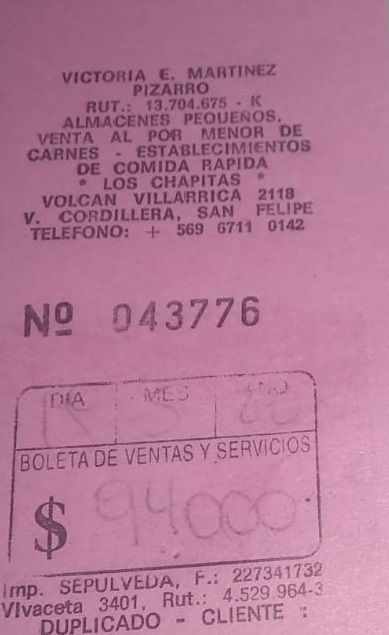 VICTORIA E. MARTINEZ
PIZARRO
RUT.: 13.704.675 - K
ALMACENES PEQUEÑOS,
VENTA AL POR MENOR DE
CARNES - ESTABLECIMIENTOS
DE COMIDA RAPIDA
* LOS CHAPITAS *
VOLCAN VILLARRICA 2118
V. CORDILLERA, SAN FELIPE
TELEFONO: + 569 6711 0142
Nº 043776
DIA MES AÑO
BOLETA DE VENTAS Y SERVICIOS
$ 94000
Imp. SEPULVEDA, F.: 227341732
Vivaceta 3401, Rut.: 4.529.964-3
DUPLICADO - CLIENTE :